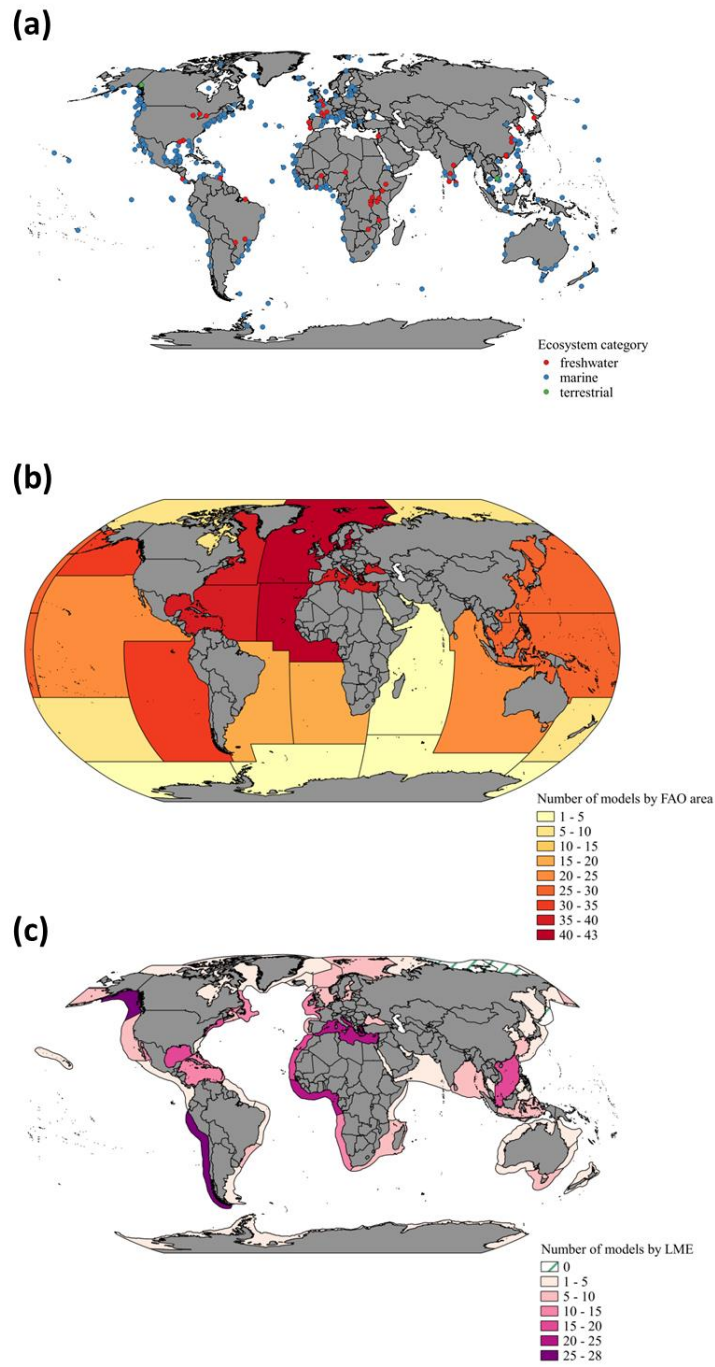 (a)
Ecosystem category
freshwater
marine
terrestrial
(b)
Number of models by FAO area
1 - 5
5 - 10
10 - 15
15 - 20
20 - 25
25 - 30
30 - 35
35 - 40
40 - 43
(c)
Number of models by LME
0
1 - 5
5 - 10
10 - 15
15 - 20
20 - 25
25 - 28